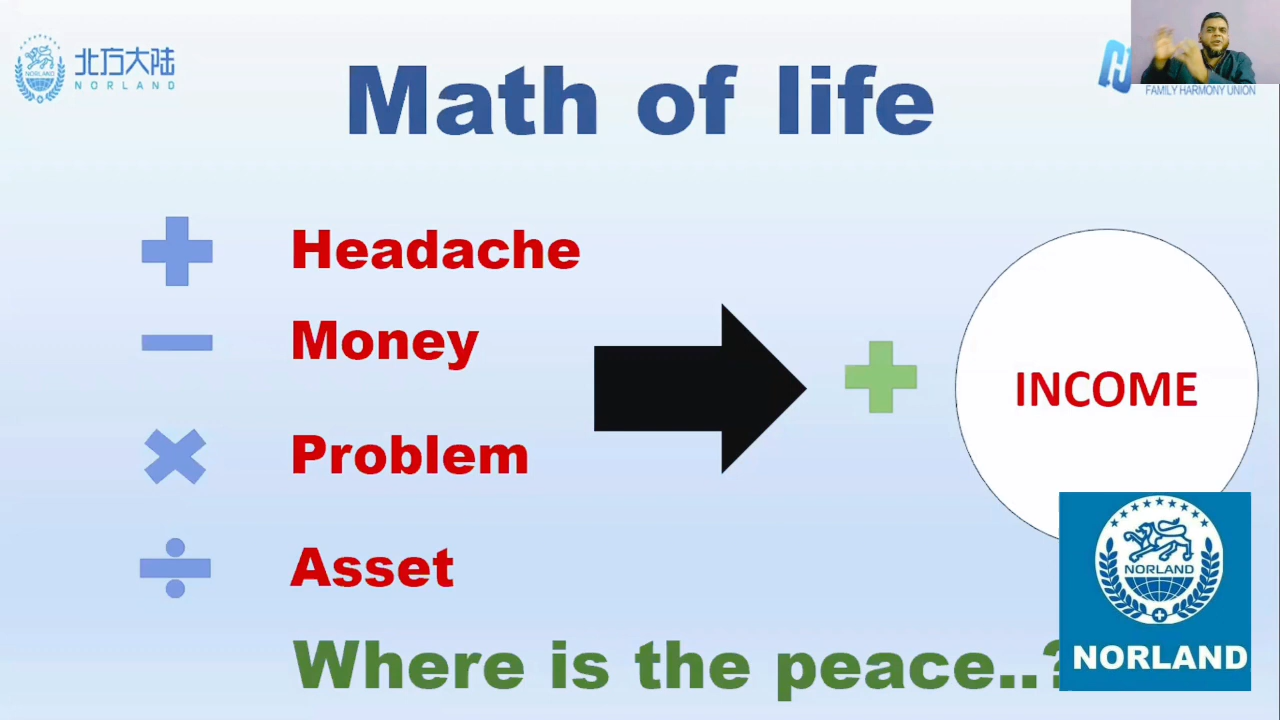 北方大陆
NORLAND
NORLAND
Math of life
FAMILY HARMONY UNION
+ Headache
− Money
× Problem
÷ Asset
+ INCOME
Where is the peace..?
NORLAND
NORLAND